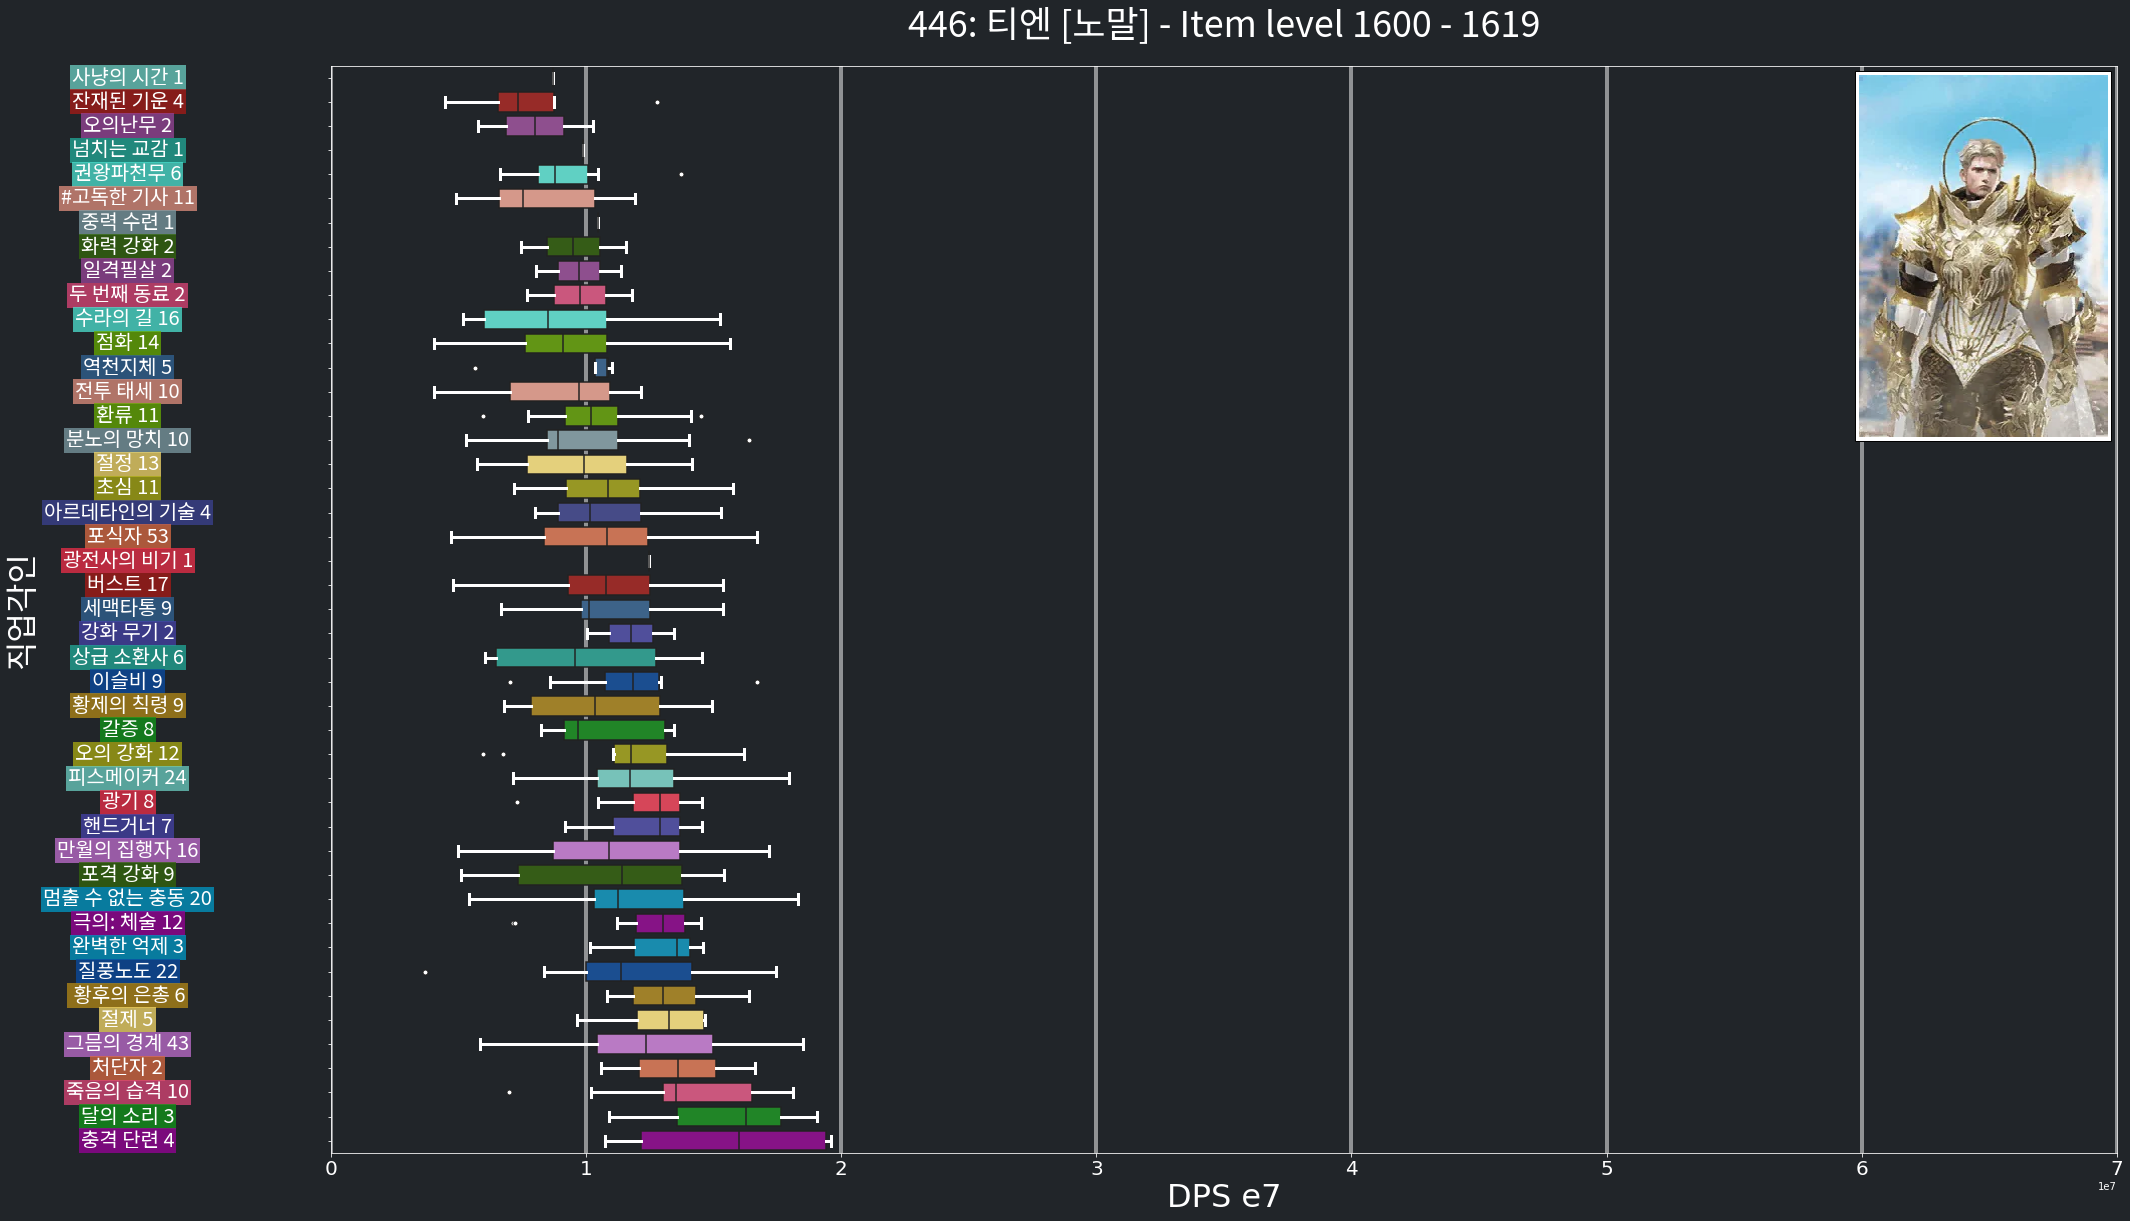 446: 티엔 [노말] - Item level 1600 - 1619
직업각인
사냥의 시간 1
잔재된 기운 4
오의난무 2
넘치는 교감 1
권왕파천무 6
#고독한 기사 11
중력 수련 1
화력 강화 2
일격필살 2
두 번째 동료 2
수라의 길 16
점화 14
역천지체 5
전투 태세 10
환류 11
분노의 망치 10
절정 13
초심 11
아르데타인의 기술 4
포식자 53
광전사의 비기 1
버스트 17
세맥타통 9
강화 무기 2
상급 소환사 6
이슬비 9
황제의 칙령 9
갈증 8
오의 강화 12
피스메이커 24
광기 8
핸드거너 7
만월의 집행자 16
포격 강화 9
멈출 수 없는 충동 20
극의: 체술 12
완벽한 억제 3
질풍노도 22
황후의 은총 6
절제 5
그믐의 경계 43
처단자 2
죽음의 습격 10
달의 소리 3
충격 단련 4
0 1 2 3 4 5 6 7
1e7
DPS e7